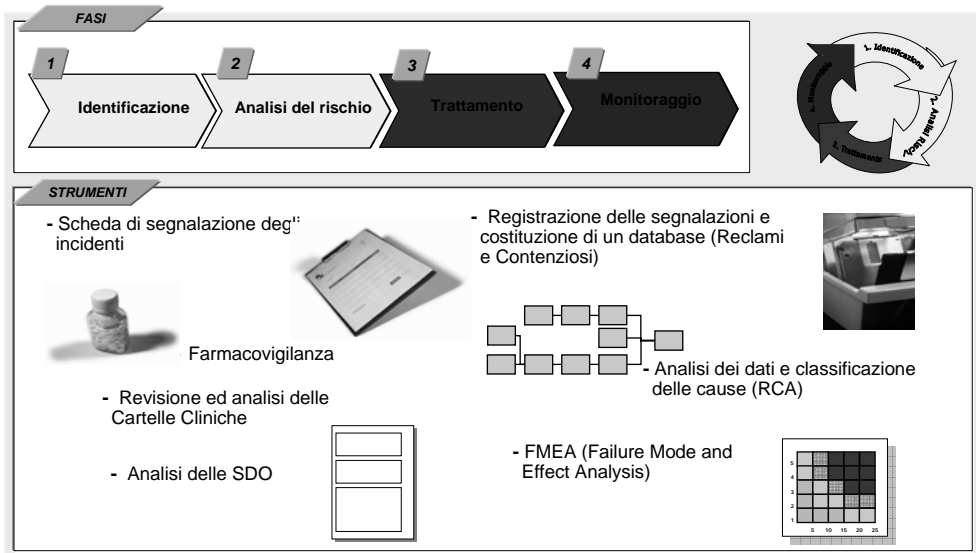 FASI
1
Identificazione
2
Analisi del rischio
3
Trattamento
4
Monitoraggio
1. Identificazione
2. Analisi Risch.
3. Trattamento
4. Monitoraggio
STRUMENTI
- Scheda di segnalazione degli
incidenti
Farmacovigilanza
- Revisione ed analisi delle
Cartelle Cliniche
- Analisi delle SDO
- Registrazione delle segnalazioni e
costituzione di un database (Reclami
e Contenziosi)
- Analisi dei dati e classificazione
delle cause (RCA)
- FMEA (Failure Mode and
Effect Analysis)
5
4
3
2
1
5 10 15 20 25